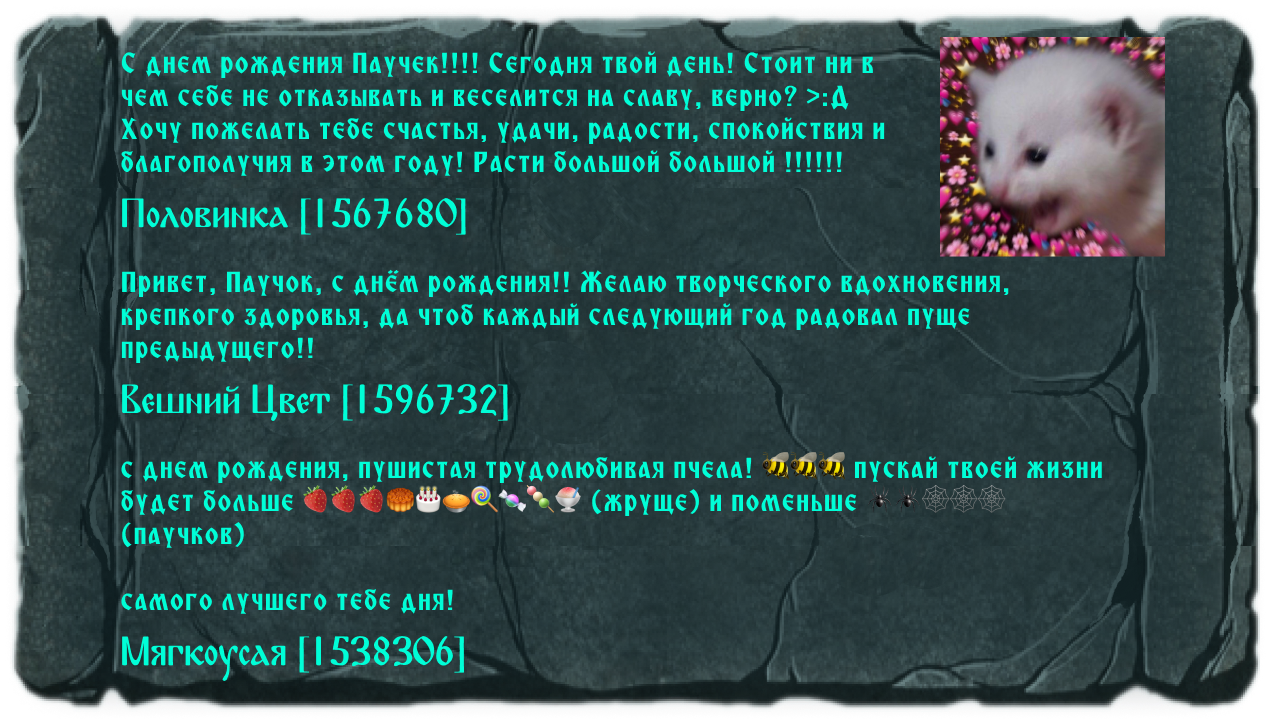 С днем рождения Паучек!!!! Сегодня твой день! Стоит ни в
чем себе не отказывать и веселится на славу, верно? >:Д
Хочу пожелать тебе счастья, удачи, радости, спокойствия и
благополучия в этом году! Расти большой большой !!!!!!
Половинка [1567680]
Привет, Паучок, с днём рождения!! Желаю творческого вдохновения,
крепкого здоровья, да чтоб каждый следующий год радовал пуще
предыдущего!!
Вешний Цвет [1596732]
с днем рождения, пушистая трудолюбивая пчела! 🐝🐝🐝 пускай твоей жизни
будет больше 🍓🍓🍓🥮🎂🥧🍭🍬🍡🍧 (жруще) и поменьше 🕷🕷🕸🕸🕸
(паучков)
самого лучшего тебе дня!
Мягкоусая [1538306]